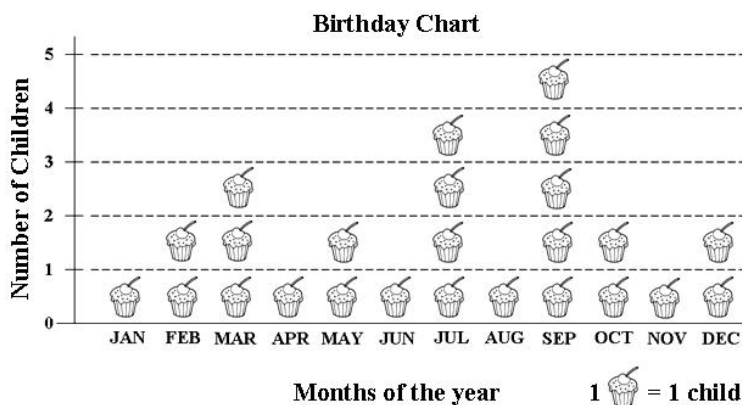 Birthday Chart
Number of Children
5
4
3
2
1
0
JAN FEB MAR APR MAY JUN JUL AUG SEP OCT NOV DEC
Months of the year
1 = 1 child